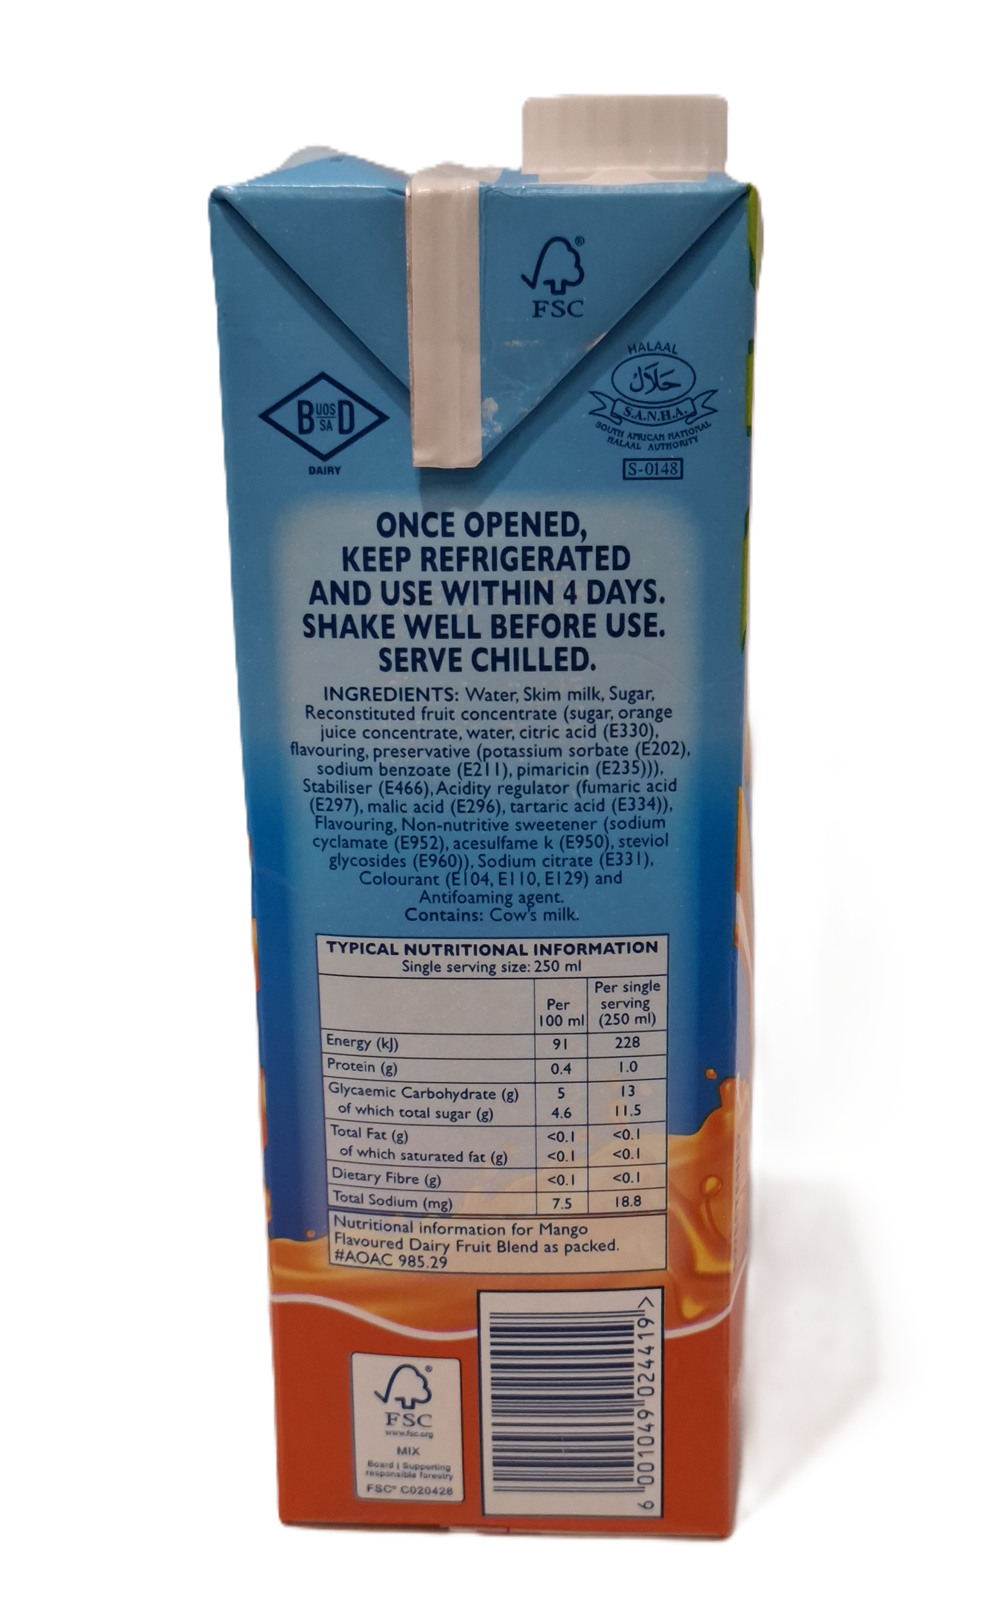 FSC
HALAAL
حلال
S.A.N.H.A.
SOUTH AFRICAN NATIONAL
HALAAL AUTHORITY
S-0148
B UOS SA D
DAIRY
ONCE OPENED,
KEEP REFRIGERATED
AND USE WITHIN 4 DAYS.
SHAKE WELL BEFORE USE.
SERVE CHILLED.
INGREDIENTS: Water, Skim milk, Sugar,
Reconstituted fruit concentrate (sugar, orange
juice concentrate, water, citric acid (E330),
flavouring, preservative (potassium sorbate (E202),
sodium benzoate (E211), pimaricin (E235))),
Stabiliser (E466), Acidity regulator (fumaric acid
(E297), malic acid (E296), tartaric acid (E334)),
Flavouring, Non-nutritive sweetener (sodium
cyclamate (E952), acesulfame k (E950), steviol
glycosides (E960)), Sodium citrate (E331),
Colourant (E104, E110, E129) and
Antifoaming agent.
Contains: Cow's milk.
TYPICAL NUTRITIONAL INFORMATION
Single serving size: 250 ml
Per 100 ml
Per single serving (250 ml)
Energy (kJ) 91 228
Protein (g) 0.4 1.0
Glycaemic Carbohydrate (g) 5 13
of which total sugar (g) 4.6 11.5
Total Fat (g) <0.1 <0.1
of which saturated fat (g) <0.1 <0.1
Dietary Fibre (g) <0.1 <0.1
Total Sodium (mg) 7.5 18.8
Nutritional information for Mango
Flavoured Dairy Fruit Blend as packed.
#AOAC 985.29
FSC
www.fsc.org
MIX
Board | Supporting
responsible forestry
FSC® C020428
6 001049 024419 >